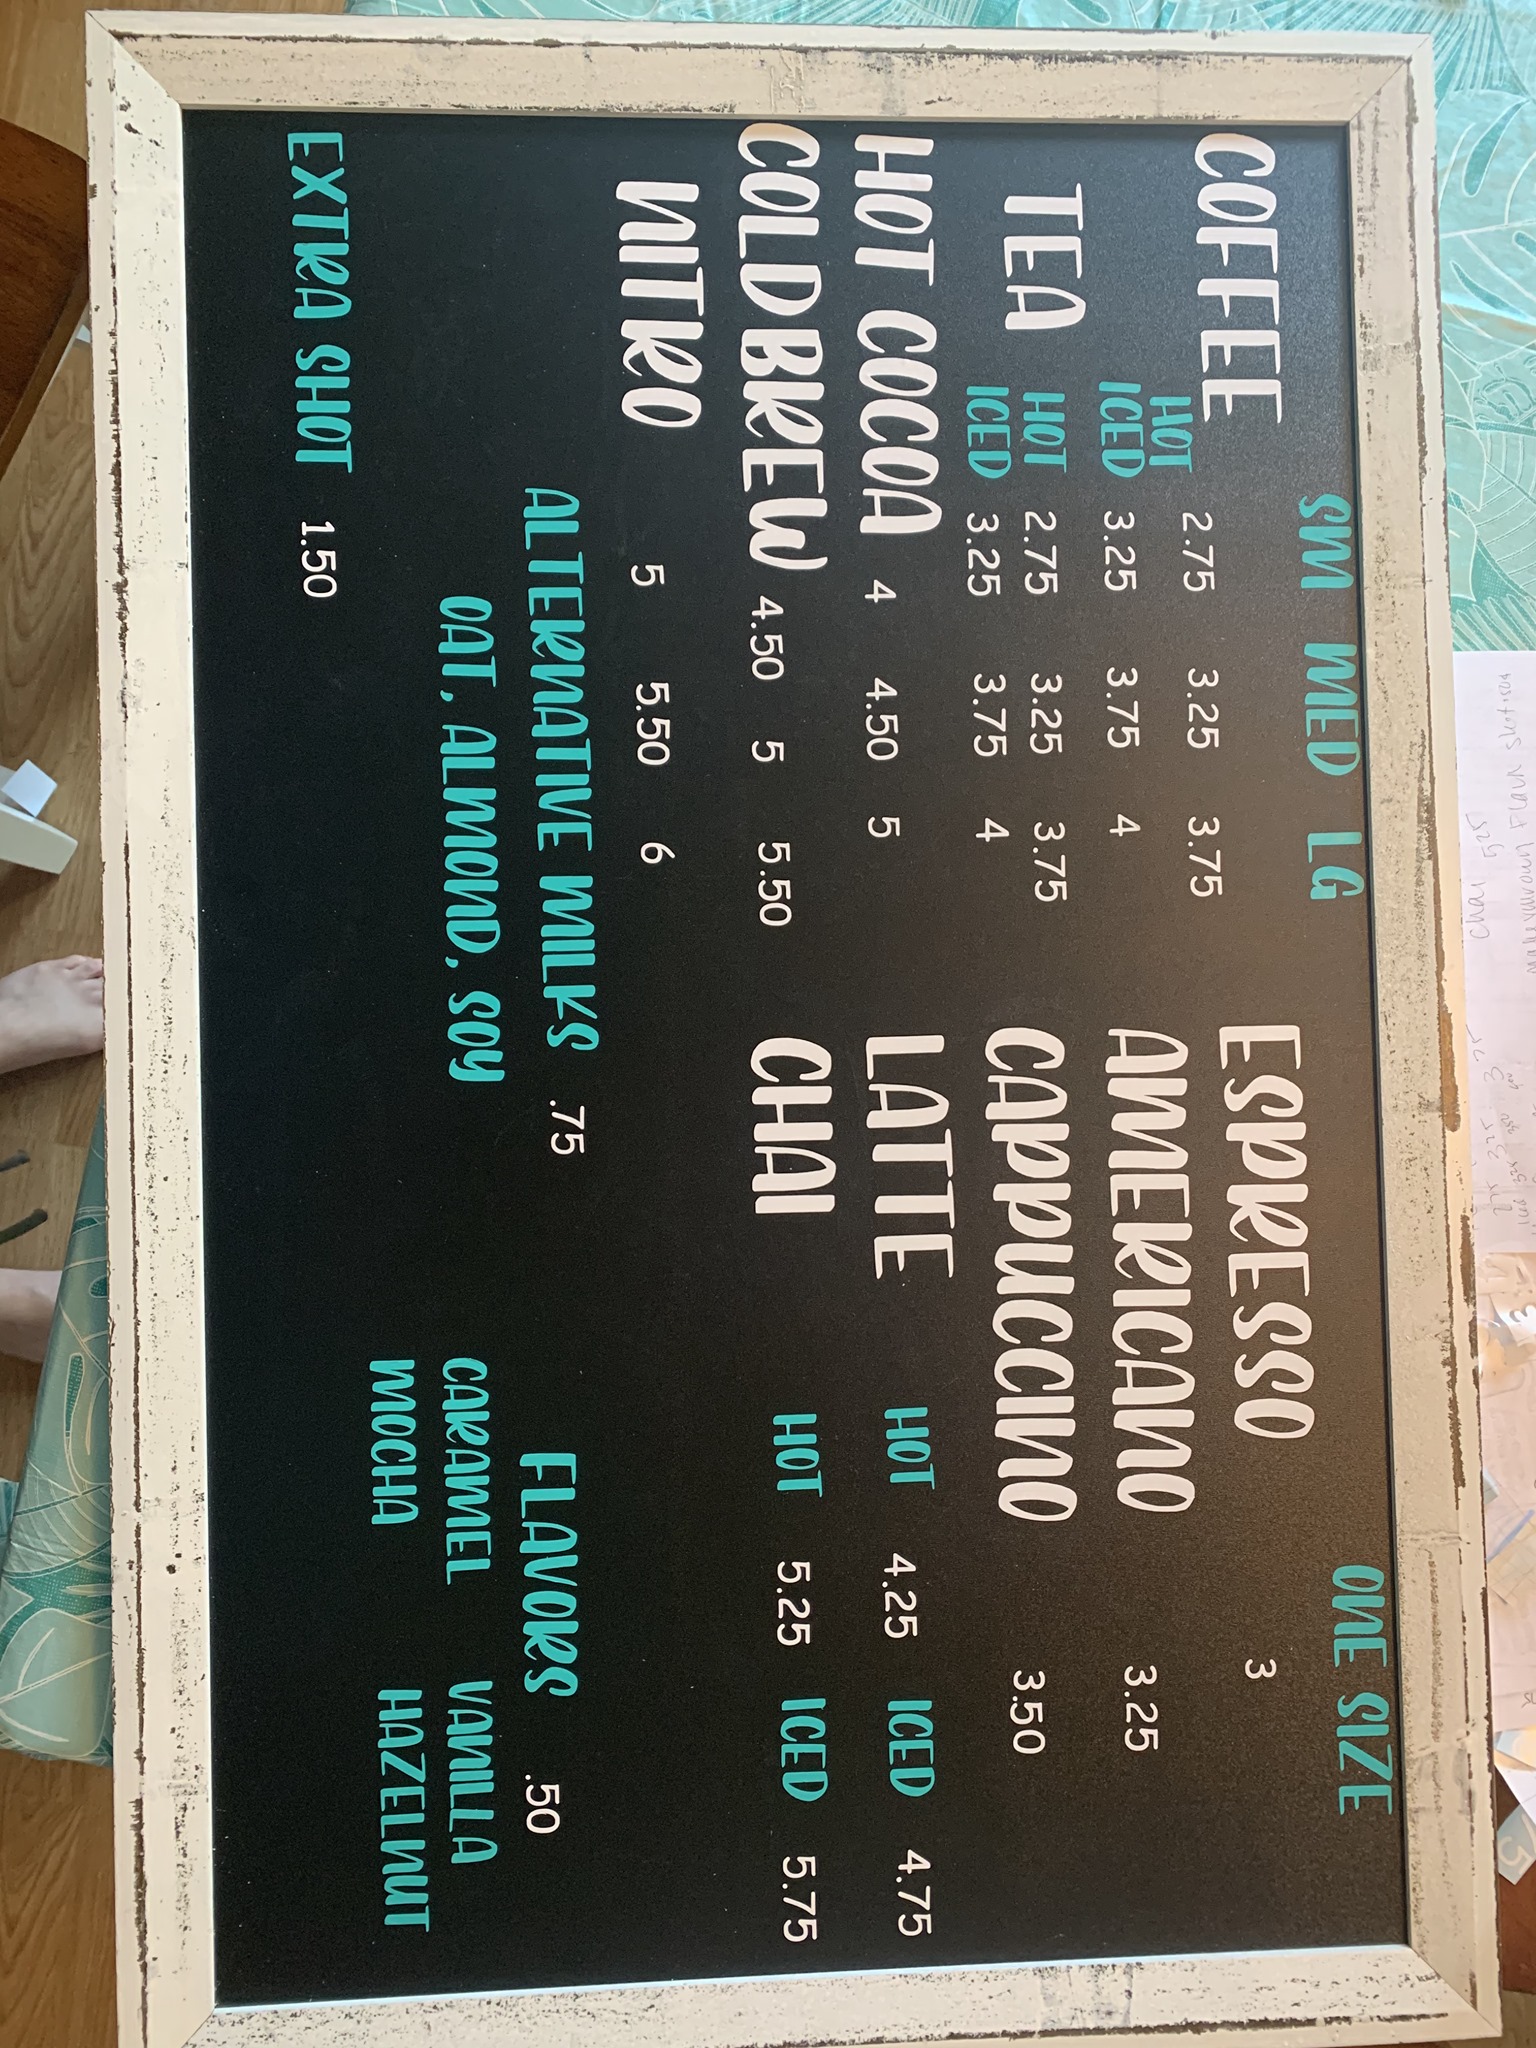 SM MED LG
COFFEE
HOT 2.75 3.25 3.75
ICED 3.25 3.75 4
TEA
HOT 2.75 3.25 3.75
ICED 3.25 3.75 4
HOT COCOA 4 4.50 5
COLD BREW 4.50 5 5.50
NITRO 5 5.50 6
ONE SIZE
ESPRESSO 3
AMERICANO 3.25
CAPPUCCINO 3.50
LATTE HOT 4.25 ICED 4.75
CHAI HOT 5.25 ICED 5.75
ALTERNATIVE MILKS .75
OAT, ALMOND, SOY
EXTRA SHOT 1.50
FLAVORS .50
CARAMEL VANILLA
MOCHA HAZELNUT
Chai 525